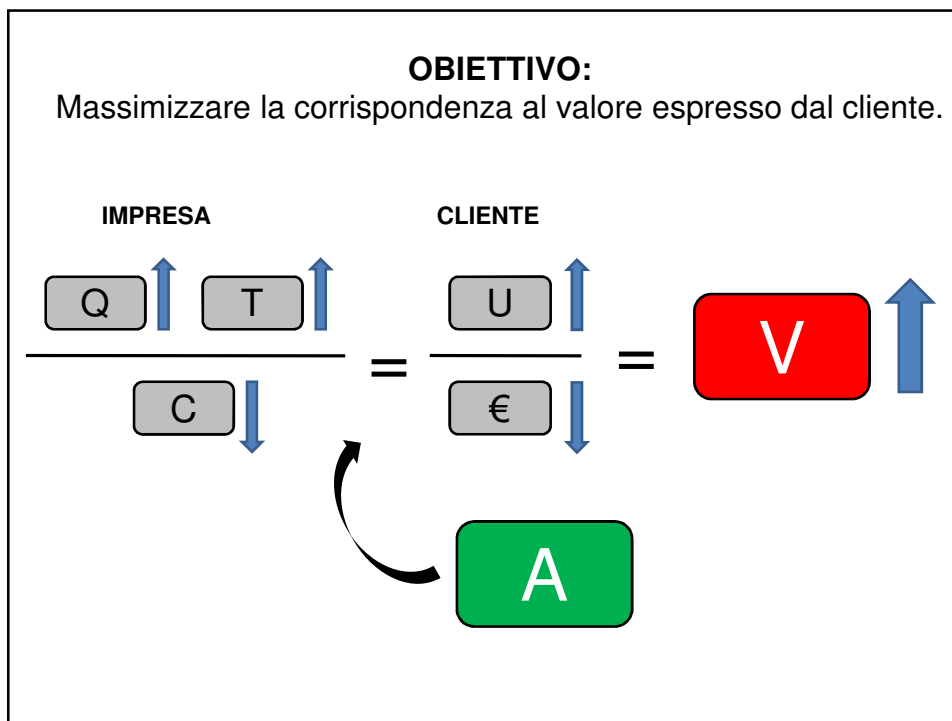 OBIETTIVO:
Massimizzare la corrispondenza al valore espresso dal cliente.
IMPRESA CLIENTE
Q T U
= = V
C €
A